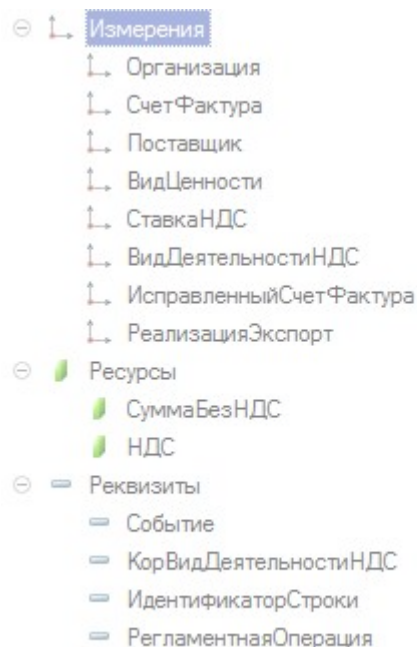 Измерения
Организация
СчетФактура
Поставщик
ВидЦенности
СтавкаНДС
ВидДеятельностиНДС
ИсправленныйСчетФактура
РеализацияЭкспорт
Ресурсы
СуммаБезНДС
НДС
Реквизиты
Событие
КорВидДеятельностиНДС
ИдентификаторСтроки
РегламентнаяОперация